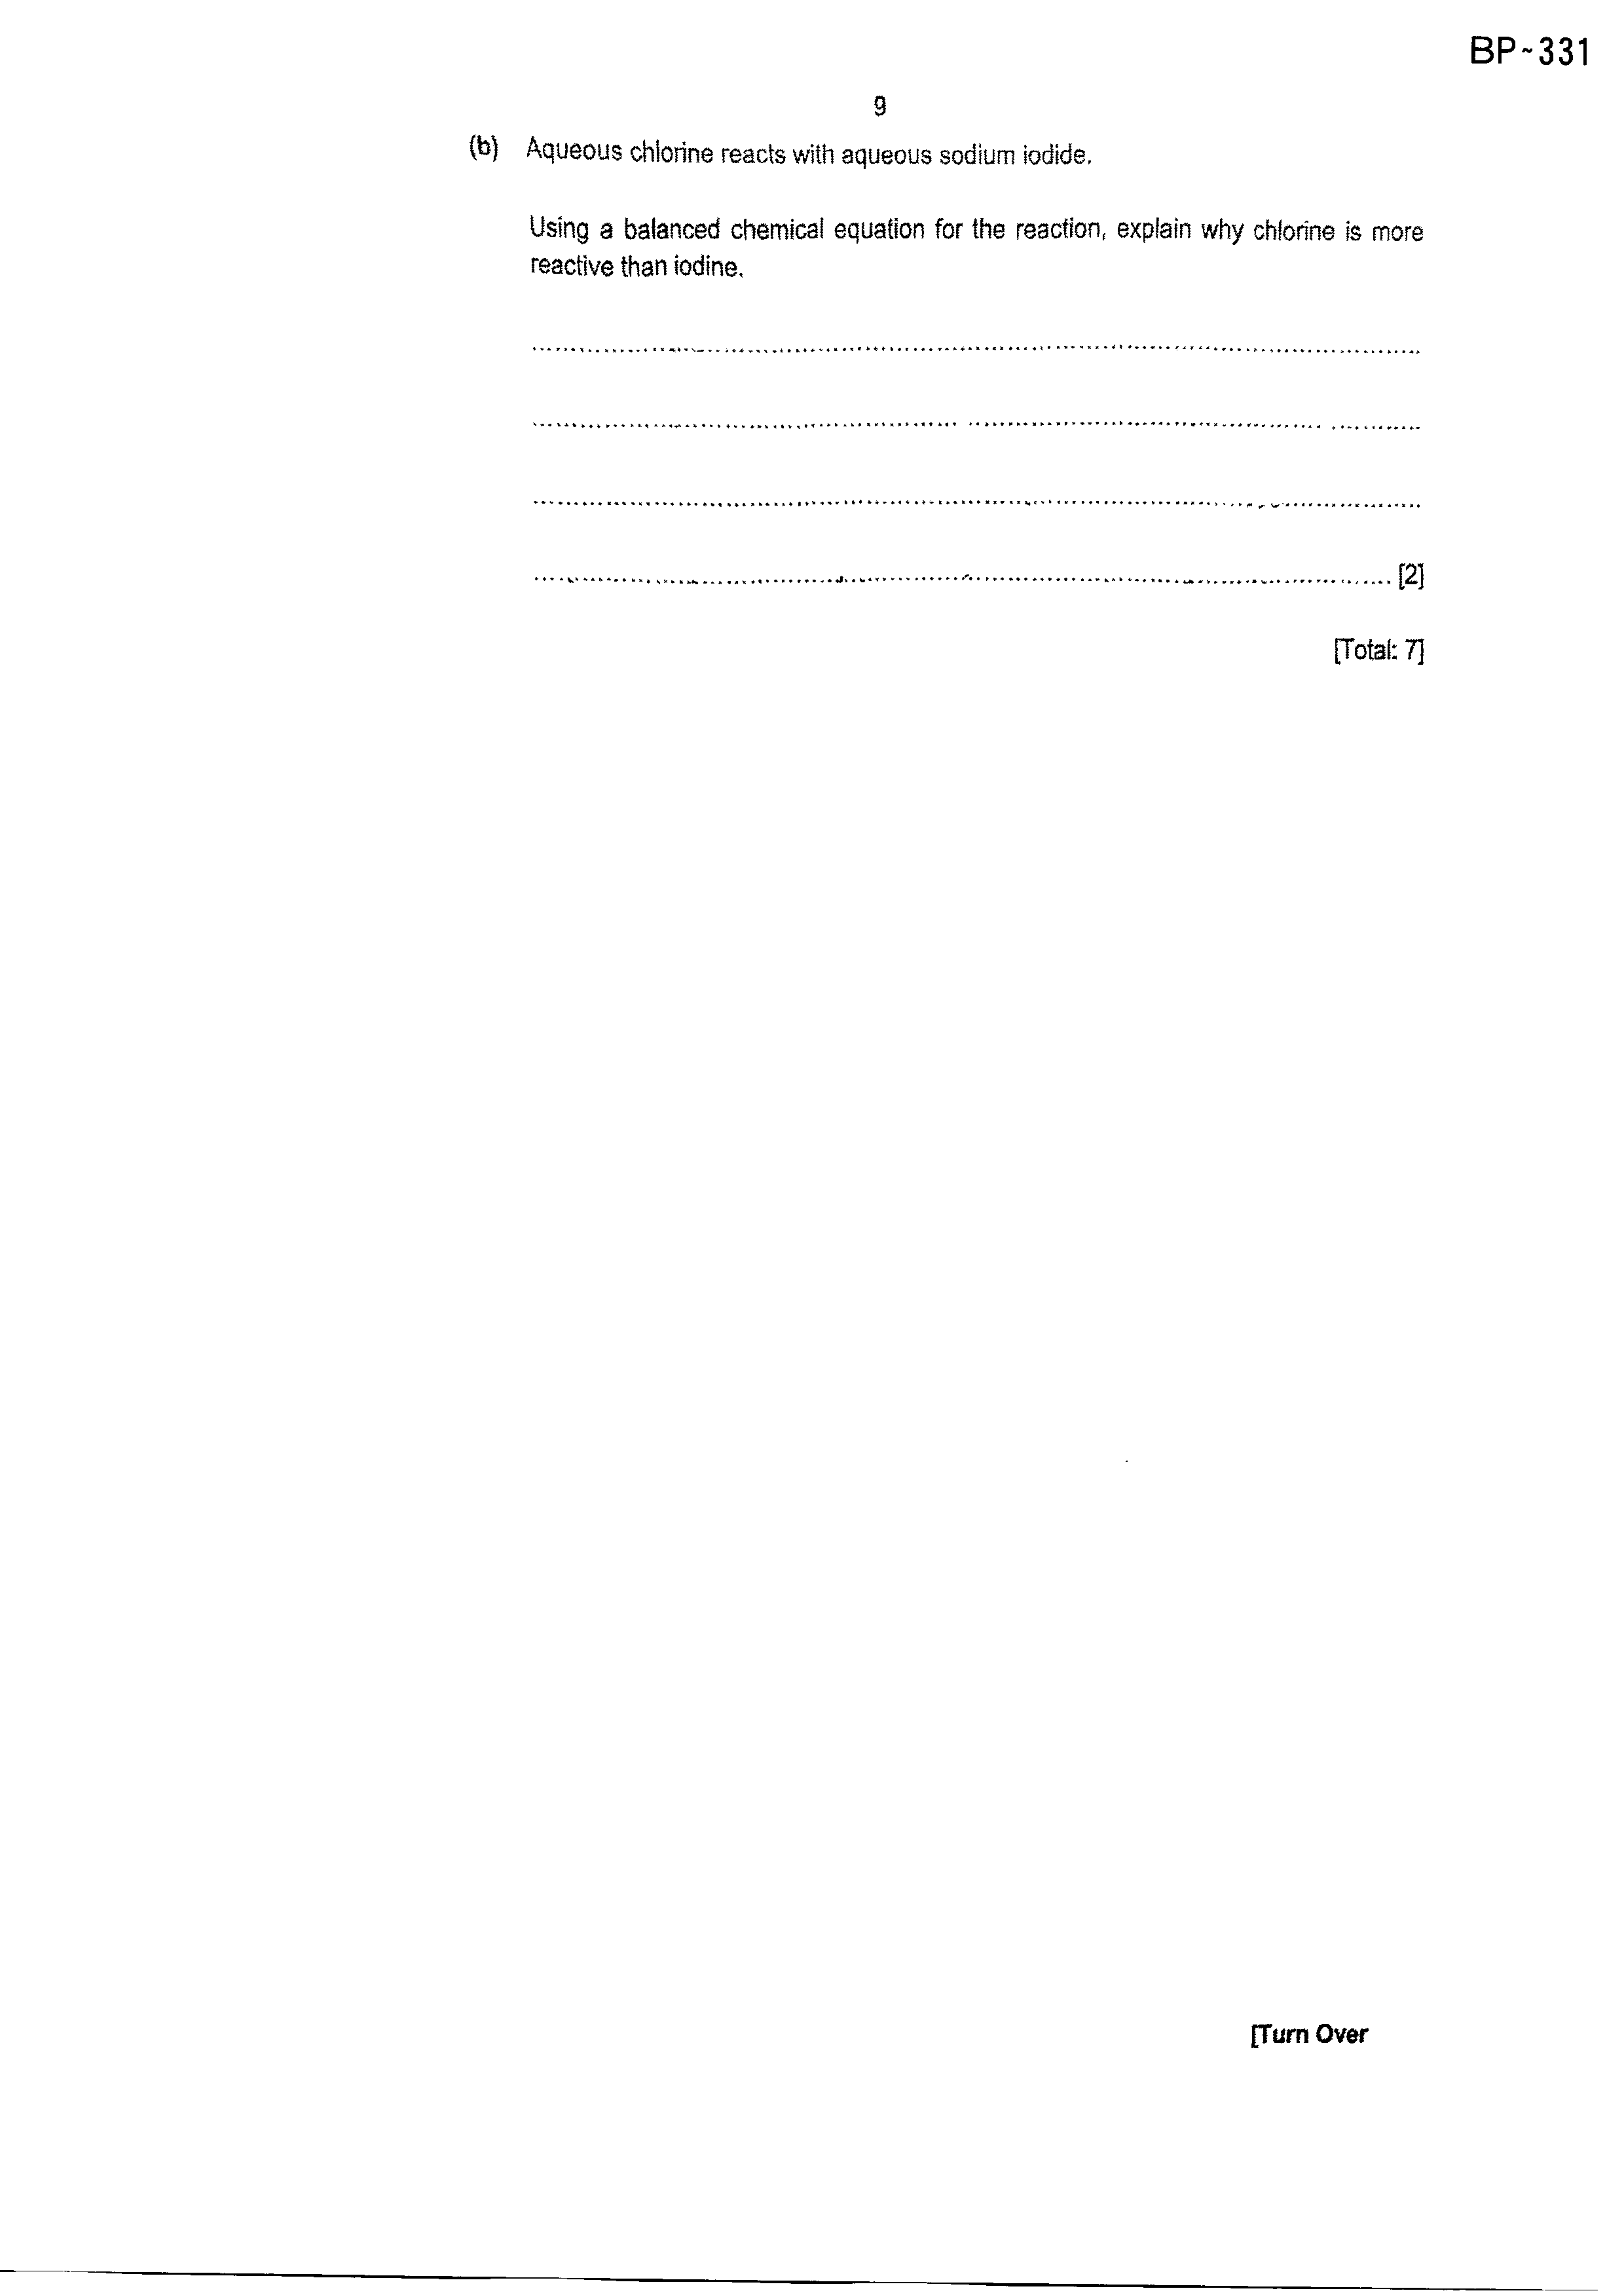 BP~331
9
(b) Aqueous chlorine reacts with aqueous sodium iodide.
Using a balanced chemical equation for the reaction, explain why chlorine is more
reactive than iodine.
[2]
[Total: 7]
[Turn Over